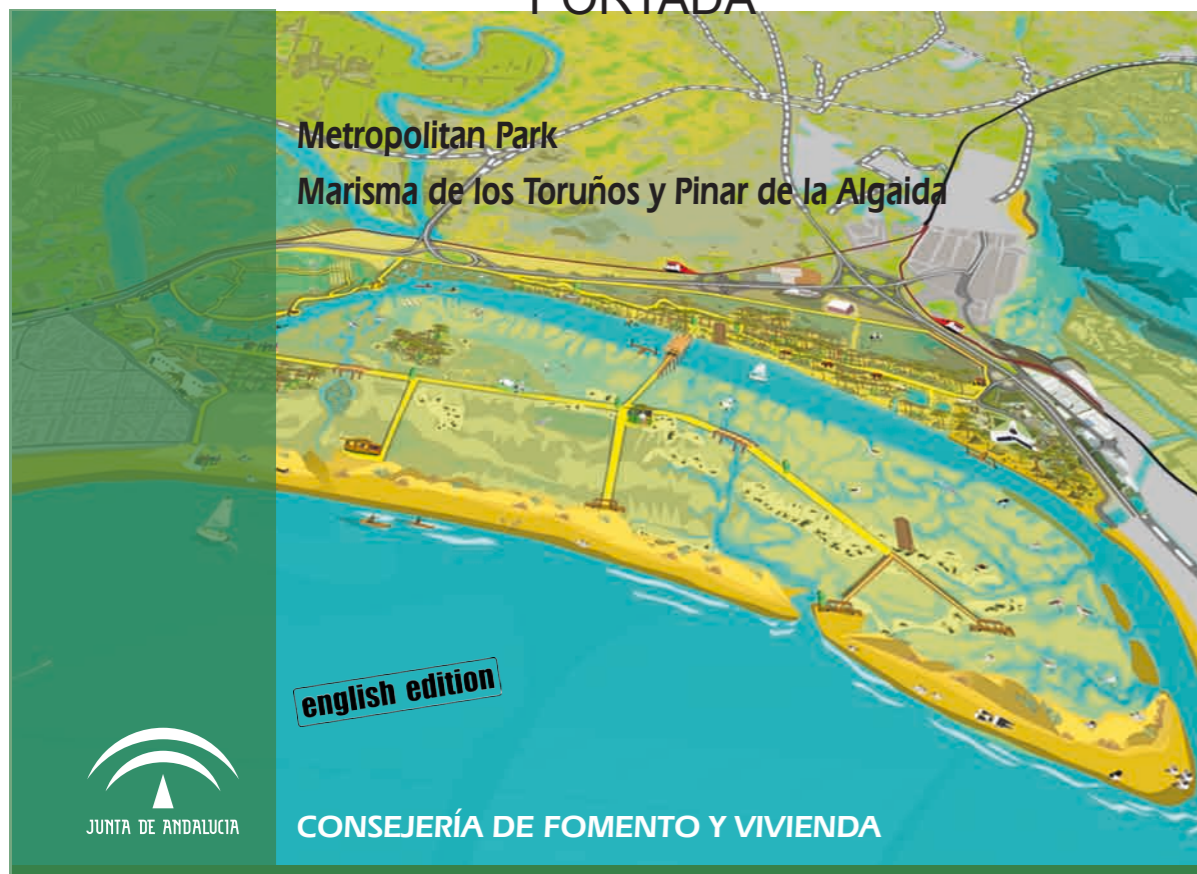 PORTADA
Metropolitan Park
Marisma de los Toruños y Pinar de la Algaida
english edition
JUNTA DE ANDALUCIA
CONSEJERÍA DE FOMENTO Y VIVIENDA